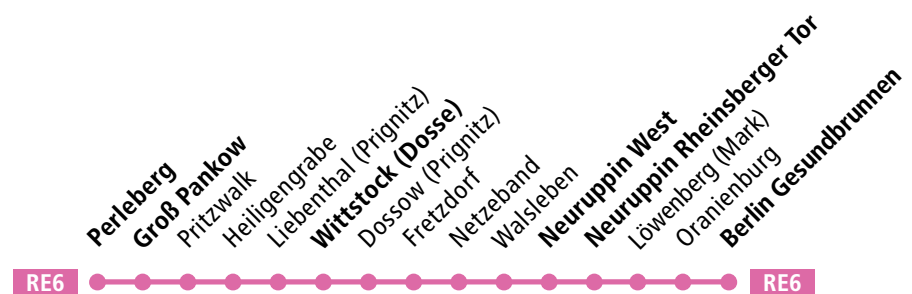 Perleberg
Groß Pankow
Pritzwalk
Heiligengrabe
Liebenthal (Prignitz)
Wittstock (Dosse)
Dossow (Prignitz)
Fretzdorf
Netzeband
Walsleben
Neuruppin West
Neuruppin Rheinsberger Tor
Löwenberg (Mark)
Oranienburg
Berlin Gesundbrunnen
RE6
RE6